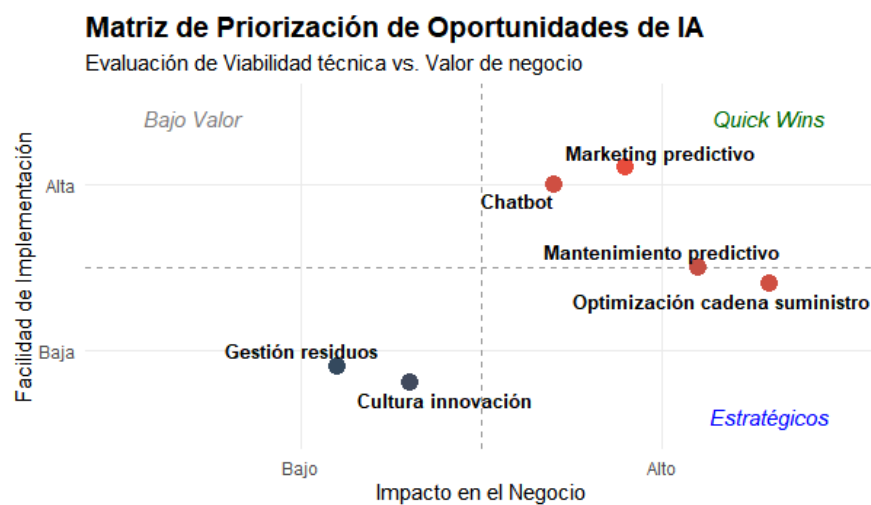 Matriz de Priorización de Oportunidades de IA
Evaluación de Viabilidad técnica vs. Valor de negocio
Bajo Valor
Quick Wins
Marketing predictivo
Alta
Chatbot
Mantenimiento predictivo
Optimización cadena suministro
Facilidad de Implementación
Baja
Gestión residuos
Cultura innovación
Estratégicos
Bajo
Alto
Impacto en el Negocio